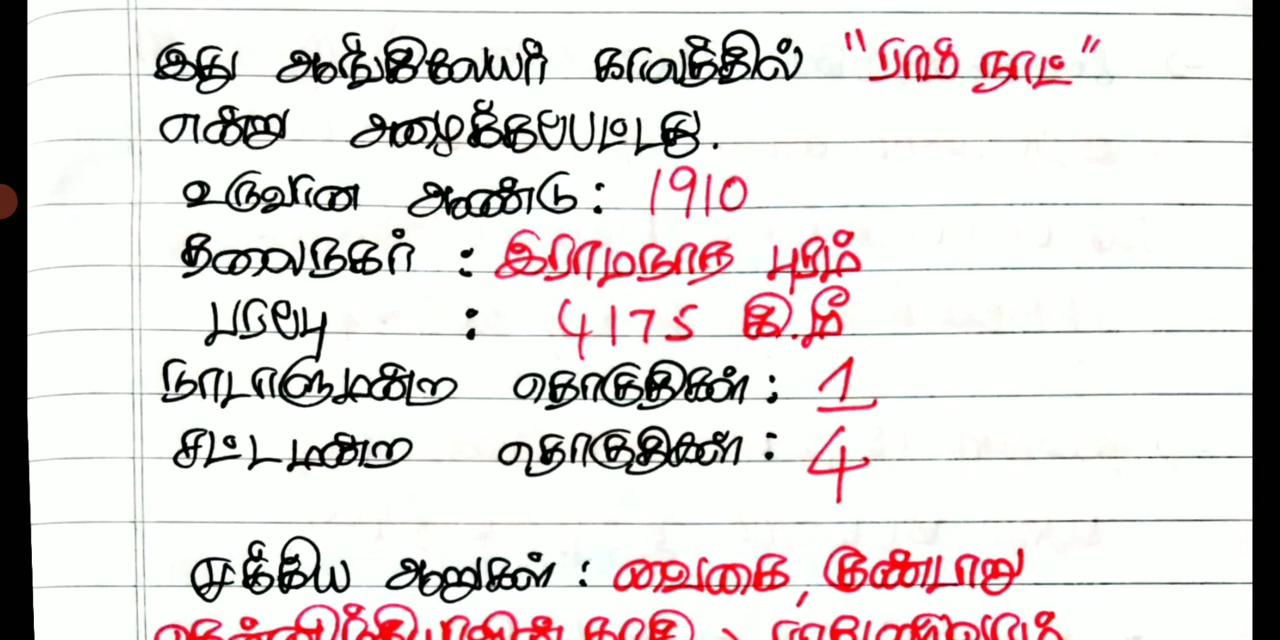 இது ஆங்கிலேயர் காலத்தில் "ராம் நாட்"
என்று அழைக்கப்பட்டது.
உருவான ஆண்டு : 1910
தலைநகர் : இராமநாத புரம்
பரப்பு : 4175 கி.மீ
நாடாளுமன்ற தொகுதிகள் : 1
சட்டமன்ற தொகுதிகள் : 4
முக்கிய ஆறுகள் : வைகை, குண்டாறு
தென்னிந்தியாவின் காசி : ராமேஸ்வரம்